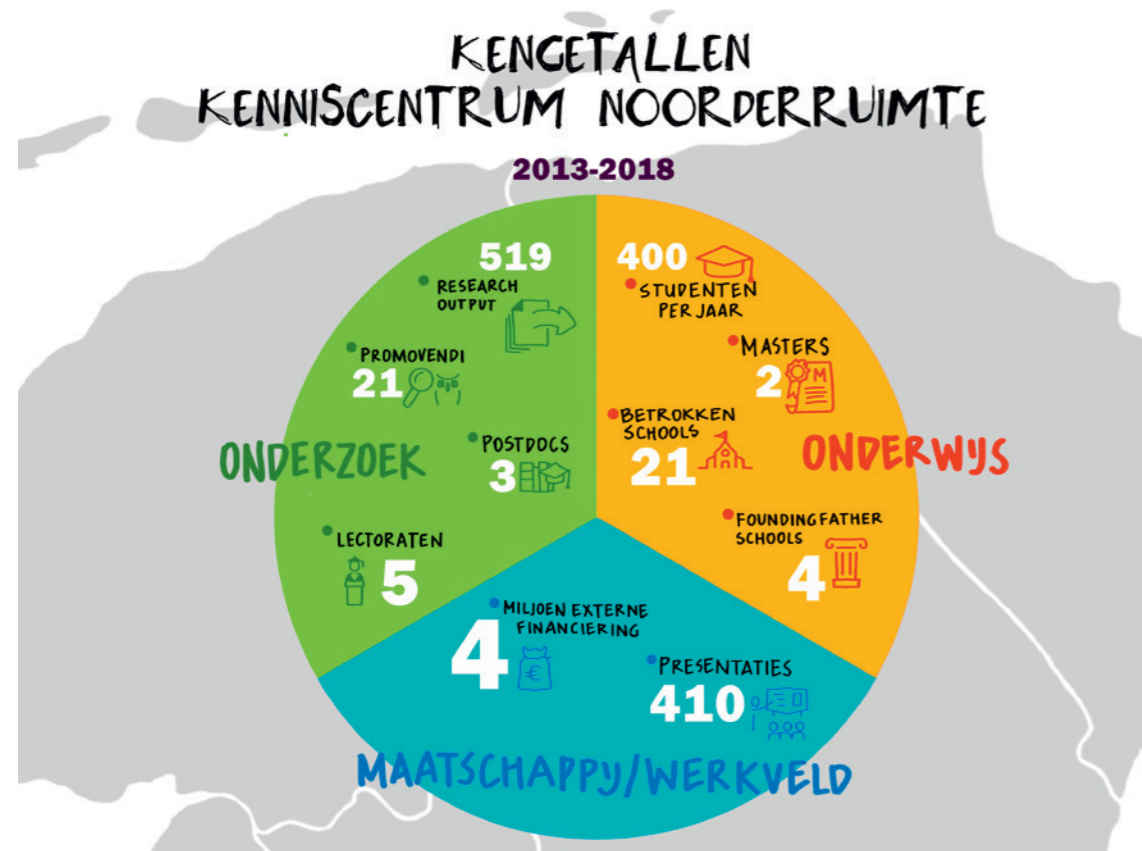 KENGETALLEN
KENNISCENTRUM NOORDERRUIMTE
2013-2018
519
RESEARCH
OUTPUT
PROMOVENDI
21
POSTDOCS
3
LECTORATEN
5
ONDERZOEK
400
STUDENTEN
PER JAAR
MASTERS
2
M
BETROKKEN
SCHOOLS
21
FOUNDING FATHER
SCHOOLS
4
ONDERWIJS
MILJOEN EXTERNE
FINANCIERING
4
€
PRESENTATIES
410
MAATSCHAPPY/WERKVELD